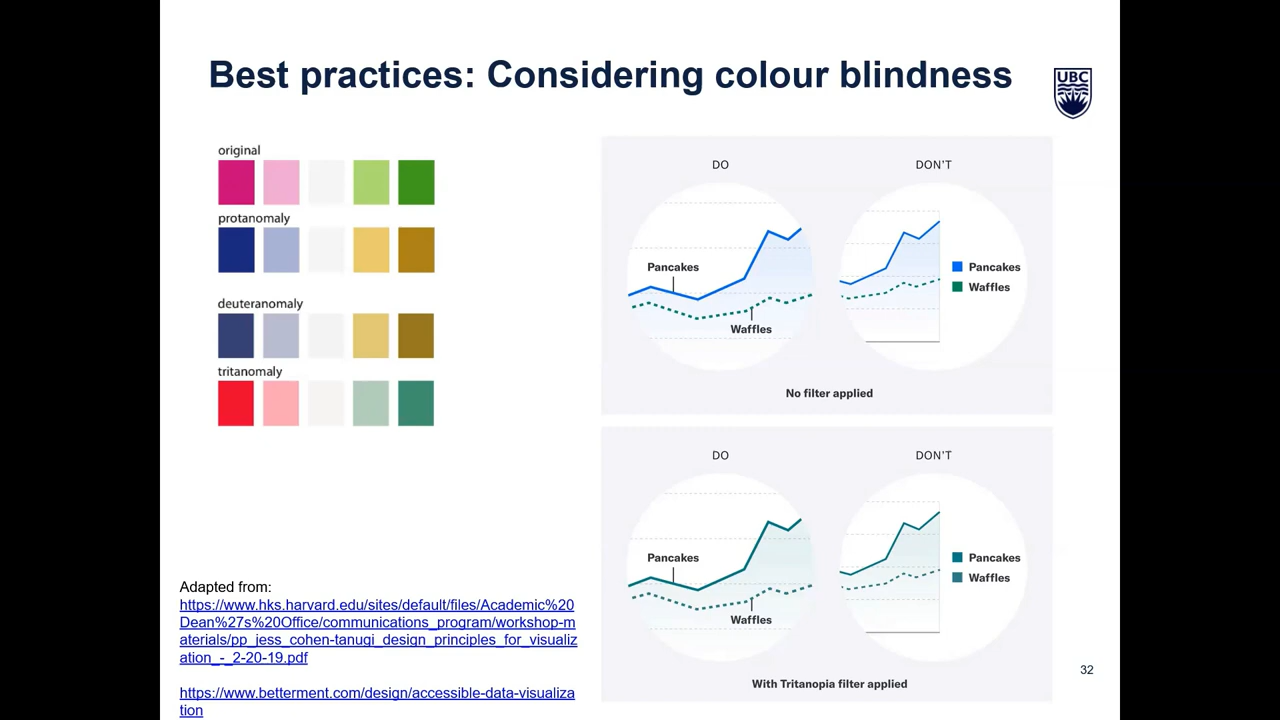 Best practices: Considering colour blindness
UBC
original
protanomaly
deuteranomaly
tritanomaly
DO
DON'T
Pancakes
Waffles
Pancakes
Waffles
No filter applied
DO
DON'T
Pancakes
Waffles
Pancakes
Waffles
With Tritanopia filter applied
Adapted from:
https://www.hks.harvard.edu/sites/default/files/Academic%20
Dean%27s%20Office/communications_program/workshop-m
aterials/pp_jess_cohen-tanugi_design_principles_for_visualiz
ation_-_2-20-19.pdf
https://www.betterment.com/design/accessible-data-visualiza
tion
32